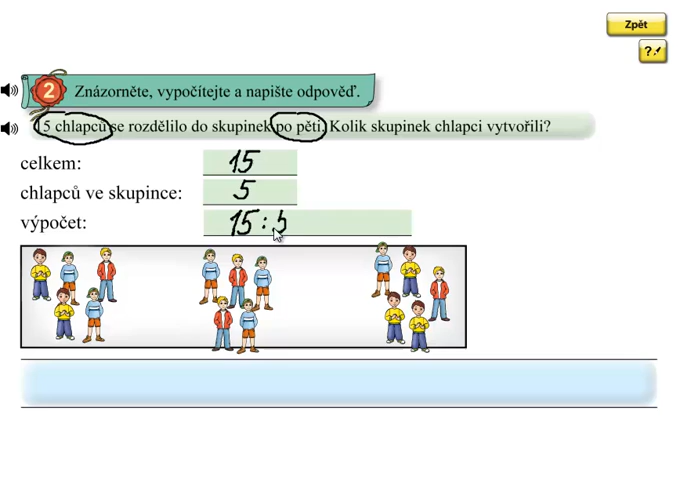 Zpět
?
2 Znázorněte, vypočítejte a napište odpověď.
15 chlapců se rozdělilo do skupinek po pěti. Kolik skupinek chlapci vytvořili?
celkem: 15
chlapců ve skupince: 5
výpočet: 15 : 5